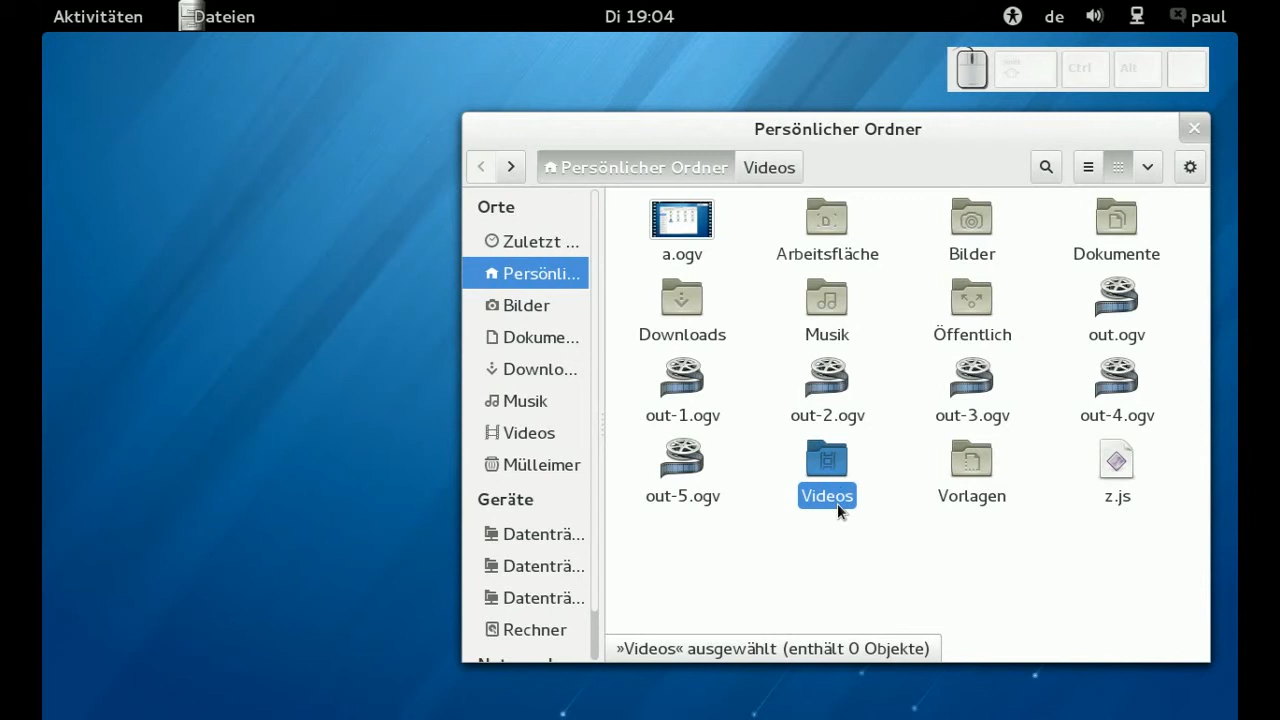 Aktivitäten Dateien Di 19:04 de paul
Ctrl Alt
Persönlicher Ordner
Persönlicher Ordner Videos
Orte
Zuletzt ...
Persönli...
Bilder
Dokume...
Downlo...
Musik
Videos
Mülleimer
Geräte
Datenträ...
Datenträ...
Datenträ...
Rechner
a.ogv Arbeitsfläche Bilder Dokumente
Downloads Musik Öffentlich out.ogv
out-1.ogv out-2.ogv out-3.ogv out-4.ogv
out-5.ogv Videos Vorlagen z.js
»Videos« ausgewählt (enthält 0 Objekte)